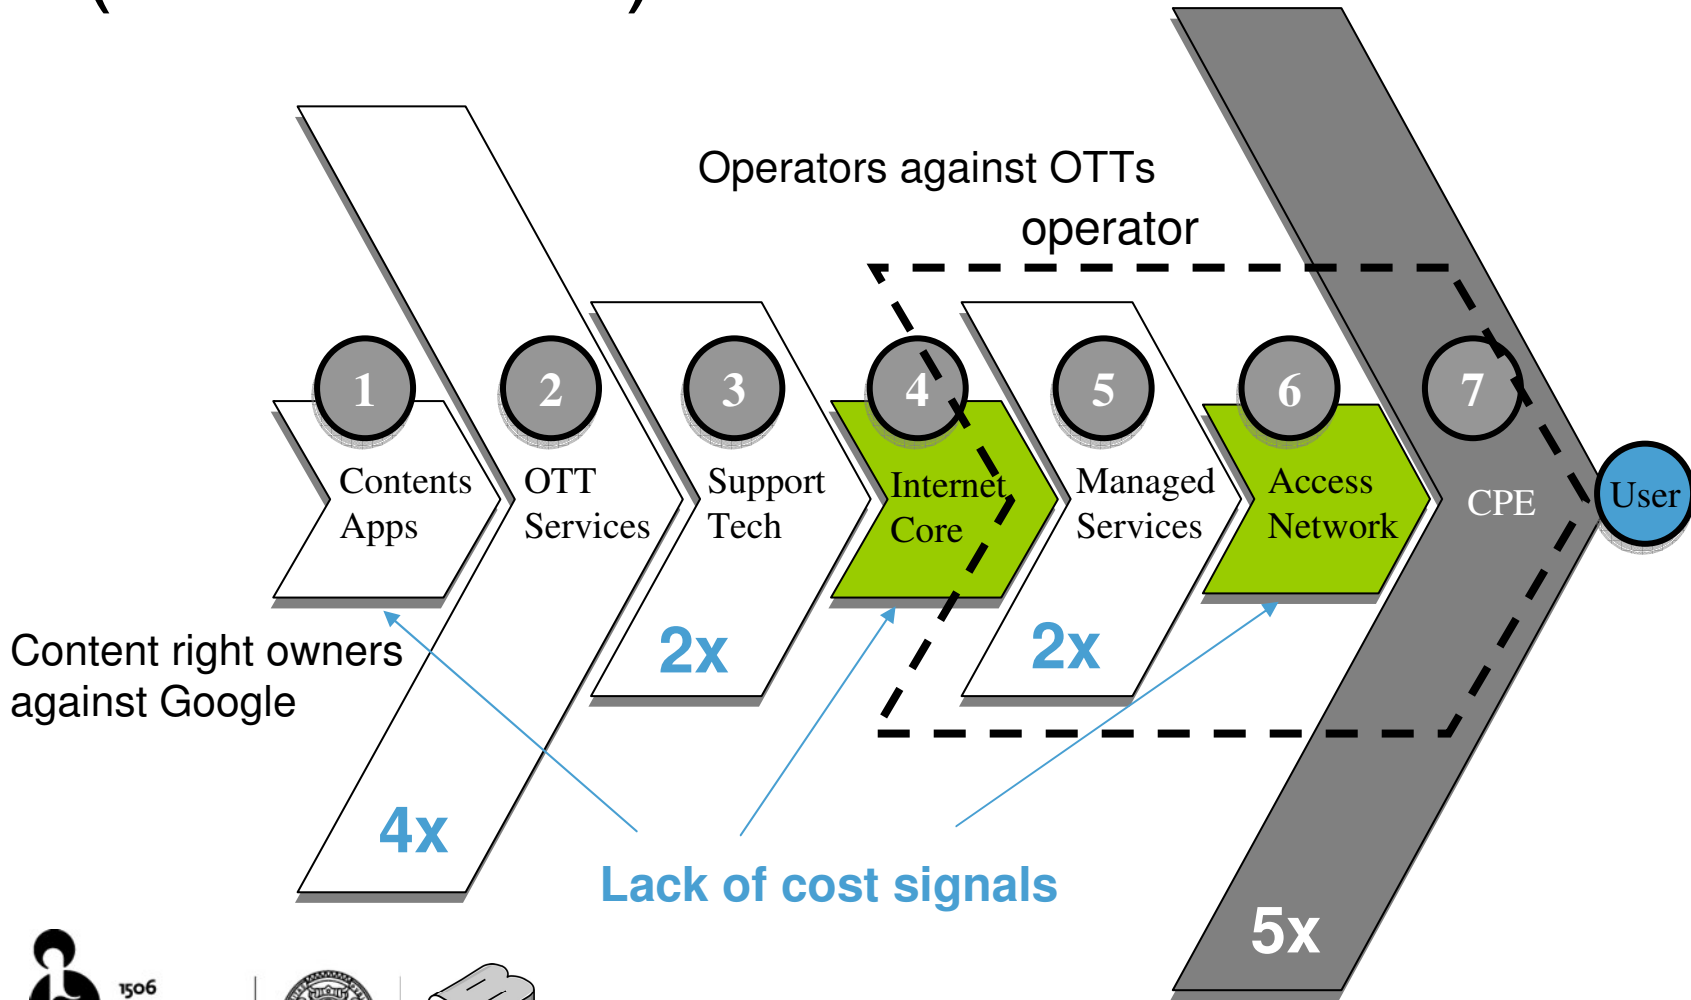 Operators against OTTs
operator
1
2
3
4
5
6
7
Contents
Apps
OTT
Services
Support
Tech
Internet
Core
Managed
Services
Access
Network
CPE
User
Content right owners
against Google
2x
2x
4x
Lack of cost signals
5x
1506